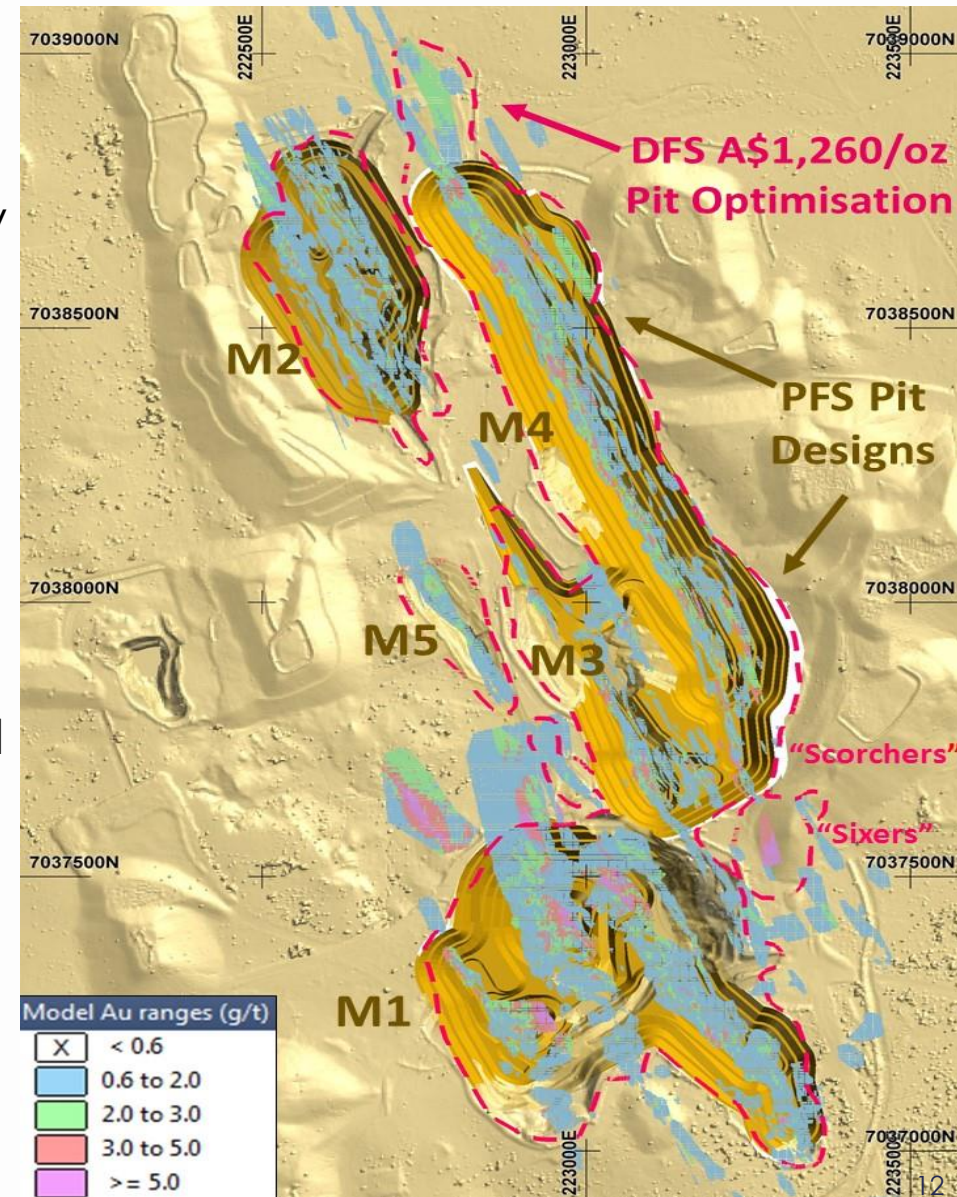 222500E
223000E
223500E
7039000N
7039000N
DFS A$1,260/oz
Pit Optimisation
7038500N
7038500N
M2
M4
PFS Pit
Designs
7038000N
7038000N
M5
M3
"Scorchers"
"Sixers"
7037500N
7037500N
M1
Model Au ranges (g/t)
X < 0.6
0.6 to 2.0
2.0 to 3.0
3.0 to 5.0
>= 5.0
7037000N
223000E
223500
12